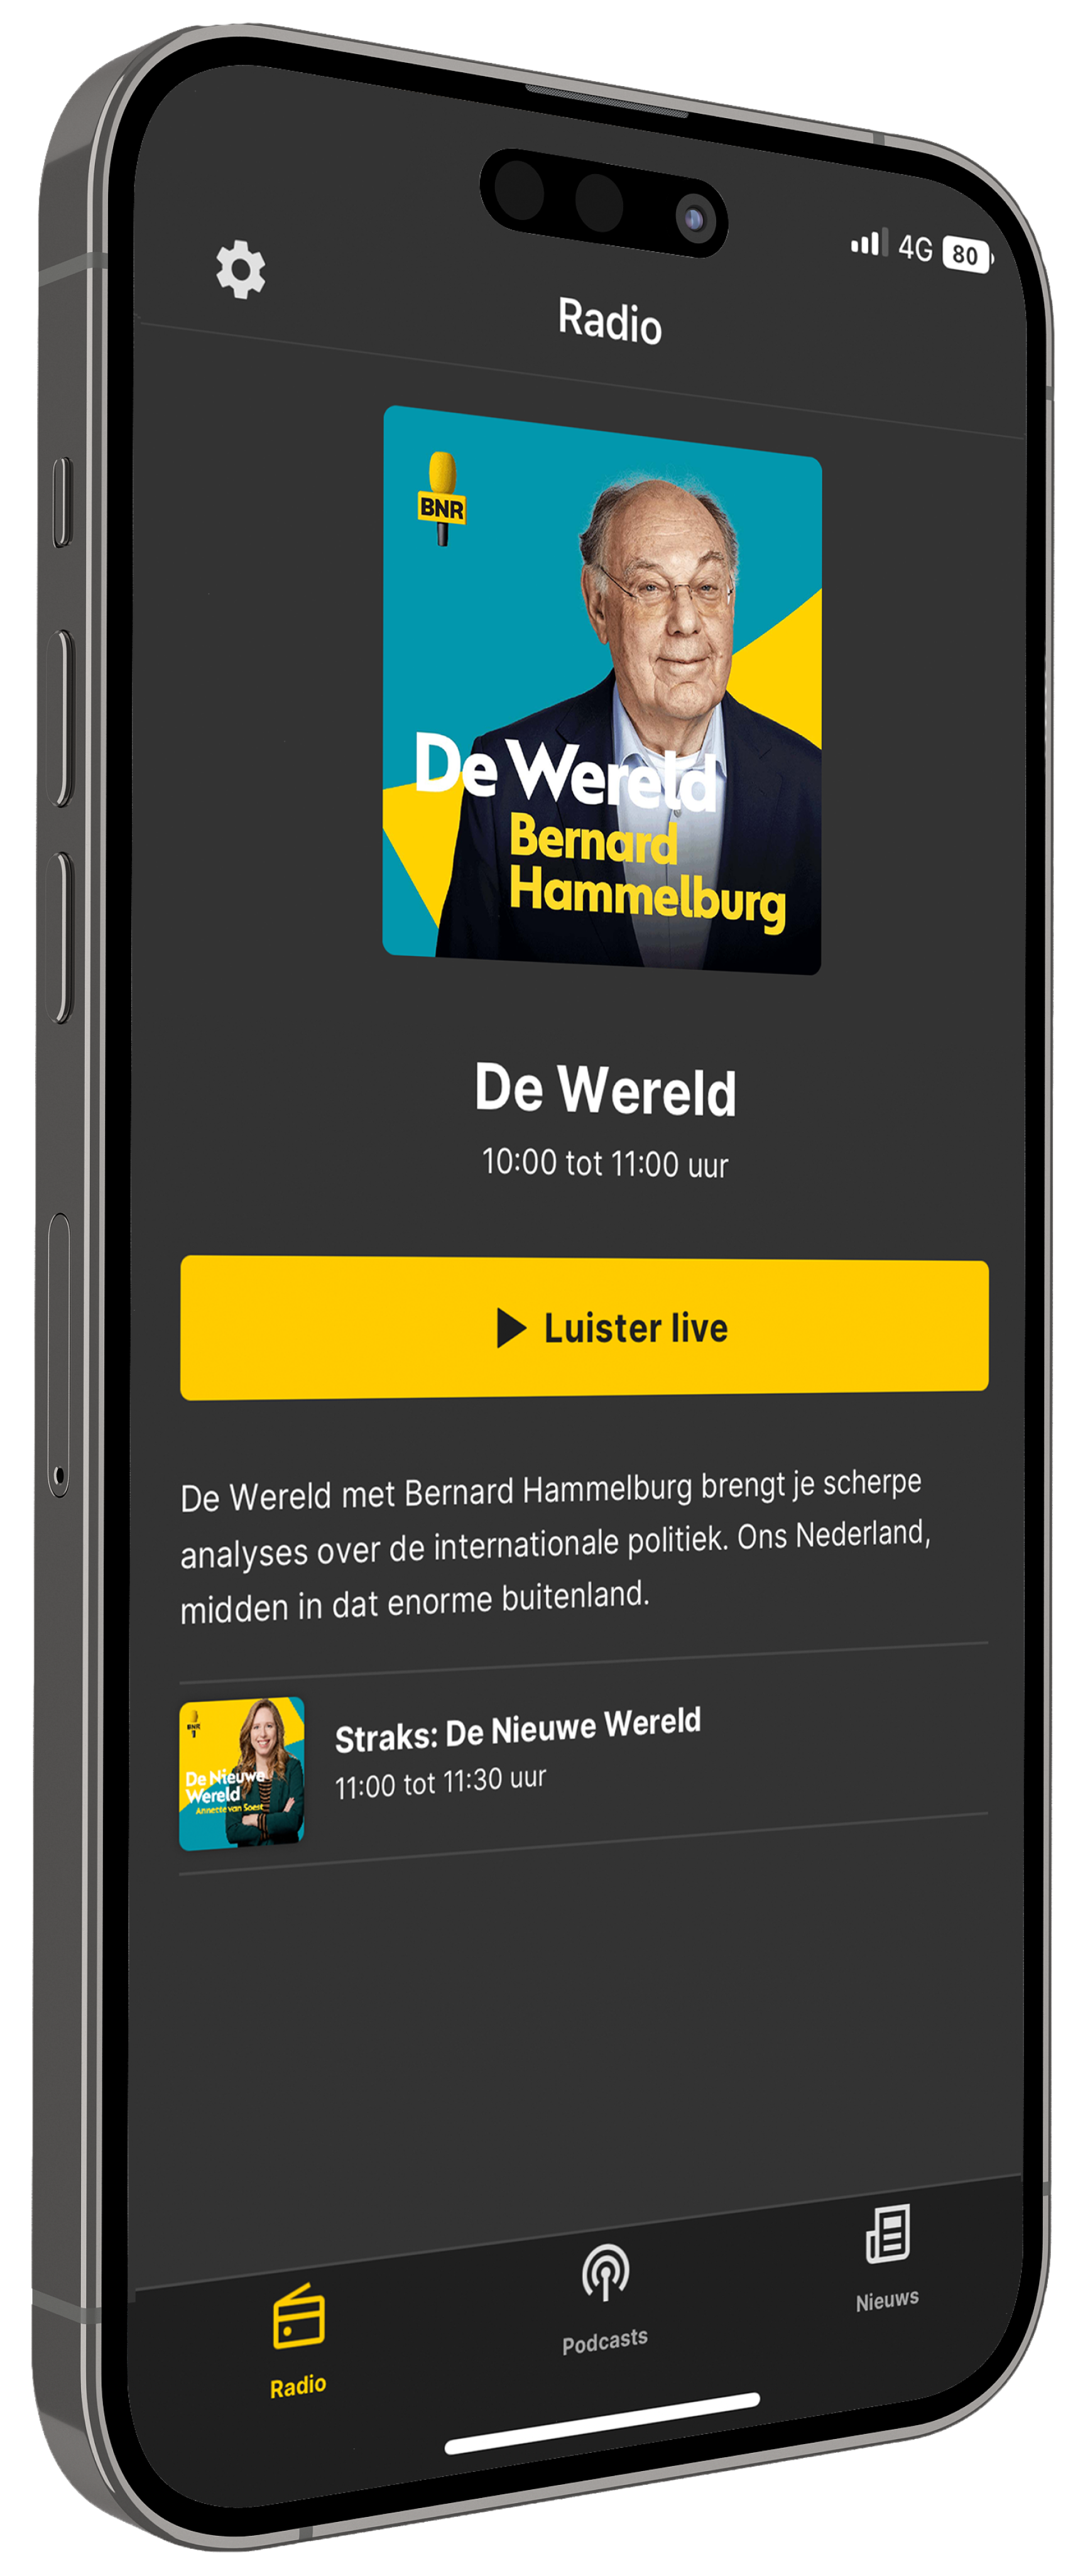 4G 80
Radio
BNR
De Wereld
Bernard
Hammelburg
De Wereld
10:00 tot 11:00 uur
Luister live
De Wereld met Bernard Hammelburg brengt je scherpe
analyses over de internationale politiek. Ons Nederland,
midden in dat enorme buitenland.
BNR
De Nieuwe
Wereld
Annette van Soest
Straks: De Nieuwe Wereld
11:00 tot 11:30 uur
Radio
Podcasts
Nieuws